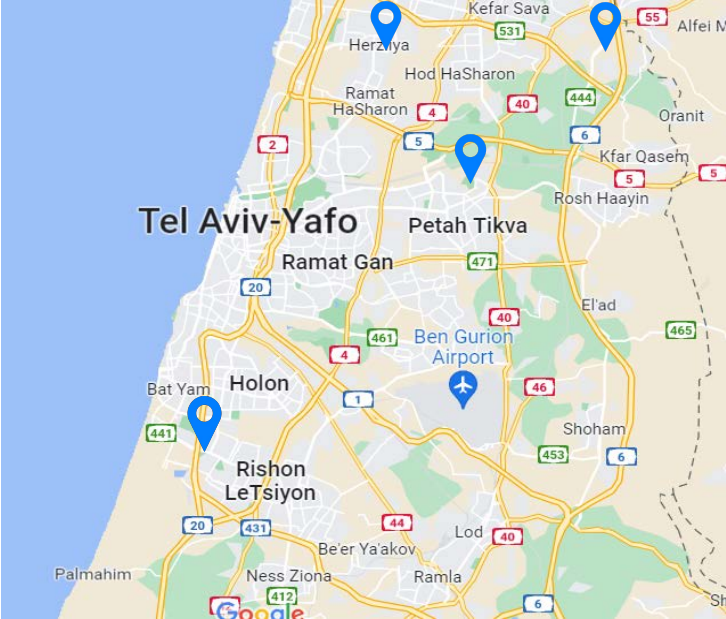 Kefar Sava
55
531
Alfei M
Herzliya
Hod HaSharon
Ramat
HaSharon
444
40
4
Oranit
2
5
6
Kfar Qasem
5
5
Rosh Haayin
Tel Aviv-Yafo
Petah Tikva
Ramat Gan
471
20
El'ad
40
465
461
Ben Gurion
Airport
4
46
Bat Yam
Holon
1
441
Shoham
453
6
Rishon
LeTsiyon
20
431
44
Lod
40
Be'er Ya'akov
Palmahim
Ness Ziona
Ramla
412
6
Google